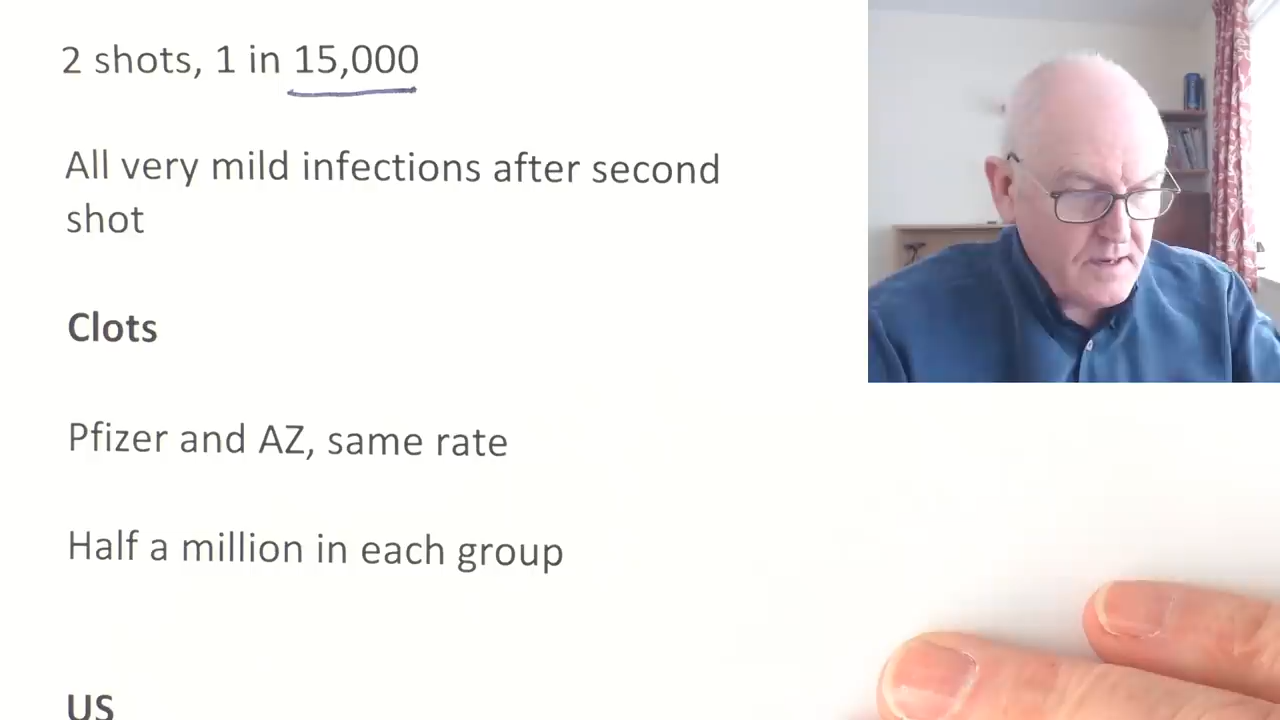 2 shots, 1 in 15,000
All very mild infections after second
shot
Clots
Pfizer and AZ, same rate
Half a million in each group
US